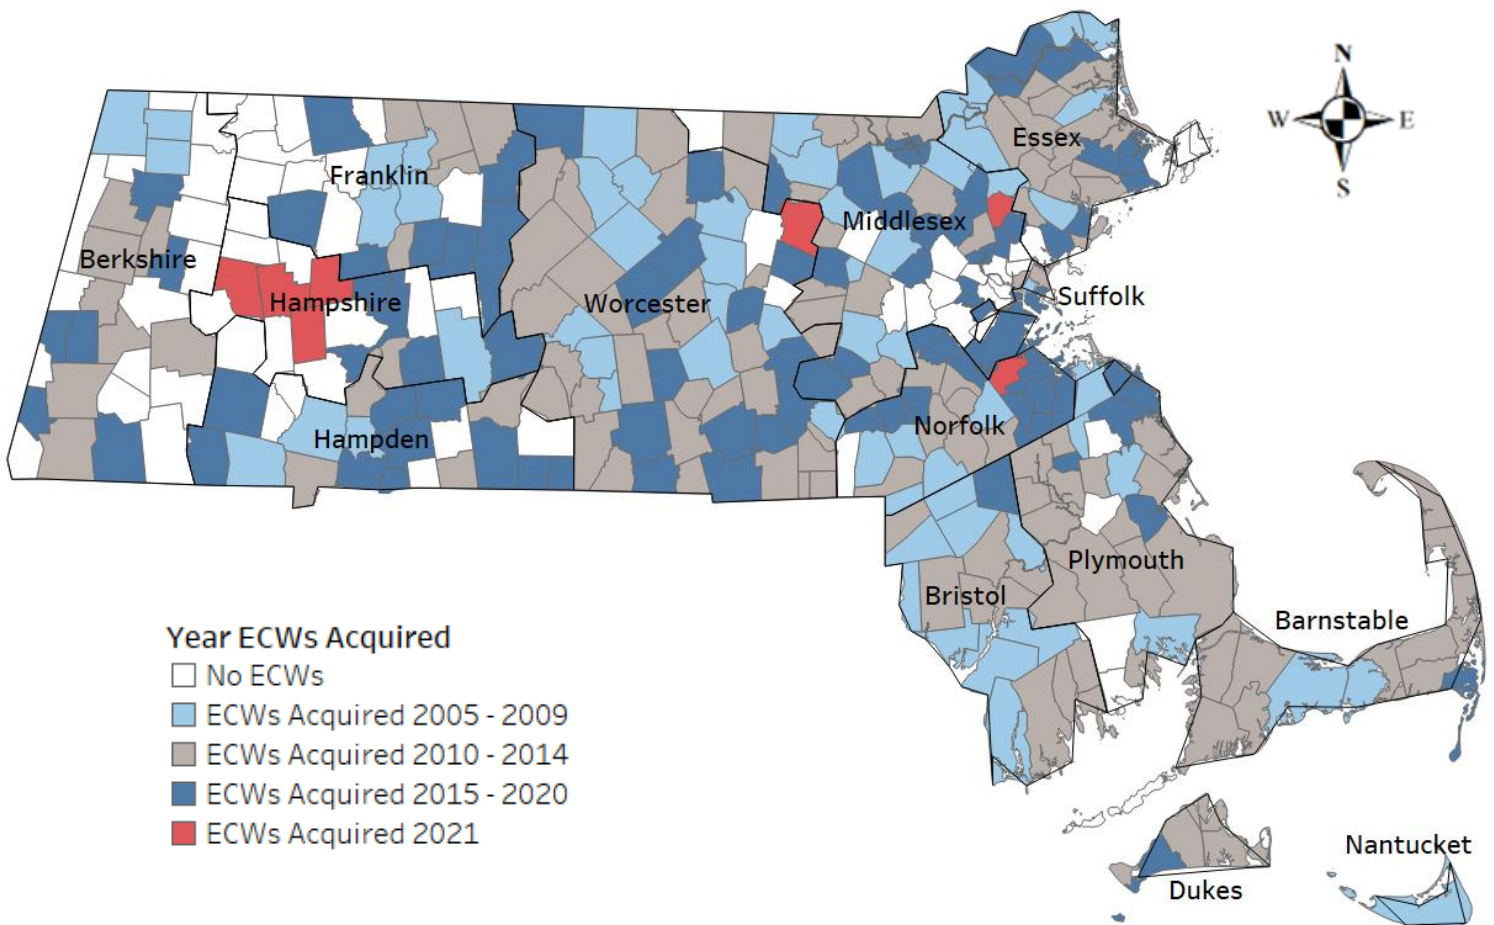 N
W E
S
Essex
Franklin
Middlesex
Berkshire
Hampshire
Worcester
Suffolk
Hampden
Norfolk
Plymouth
Bristol
Barnstable
Year ECWs Acquired
No ECWs
ECWs Acquired 2005 - 2009
ECWs Acquired 2010 - 2014
ECWs Acquired 2015 - 2020
ECWs Acquired 2021
Nantucket
Dukes